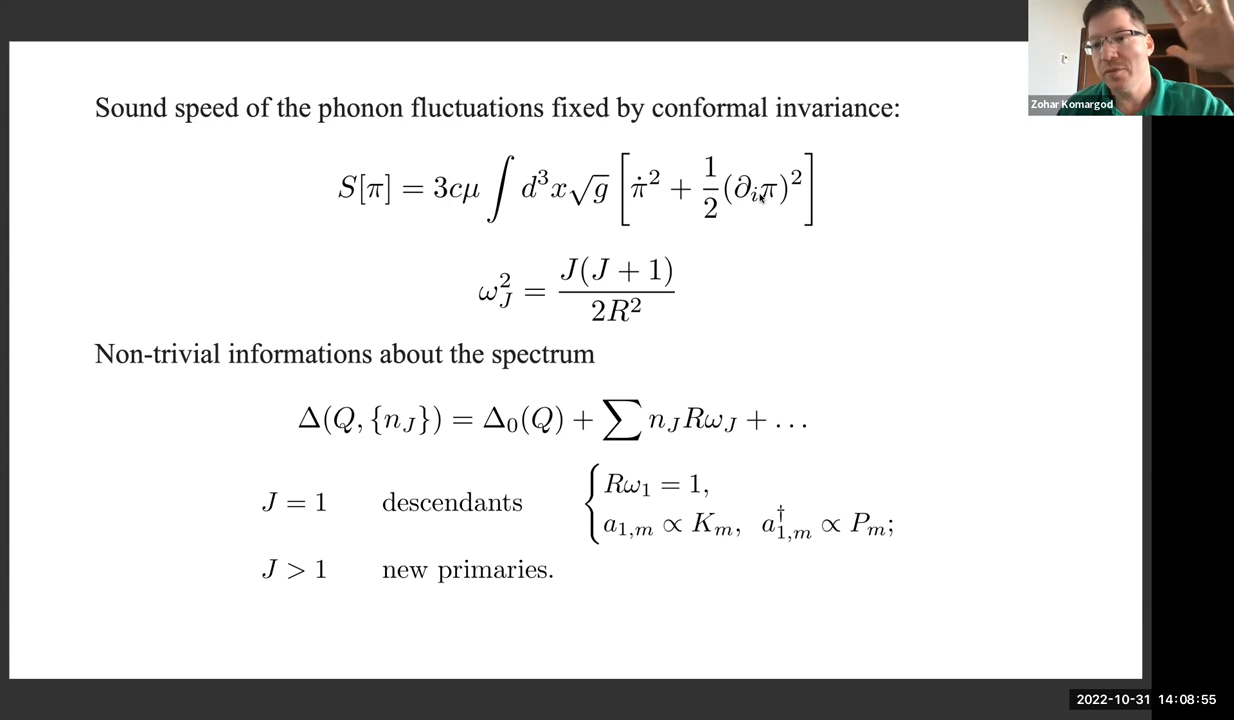 Zohar Komargod
Sound speed of the phonon fluctuations fixed by conformal invariance:
S[π] = 3cμ ∫ d³x√g [π̇² + 1/2 (∂ᵢπ)²]
ω_J² = J(J + 1) / 2R²
Non-trivial informations about the spectrum
Δ(Q, {n_J}) = Δ₀(Q) + ∑ n_J Rω_J + ...
J = 1 descendants { Rω₁ = 1,
a_{1,m} ∝ K_m, a†_{1,m} ∝ P_m;
J > 1 new primaries.
2022-10-31 14:08:55